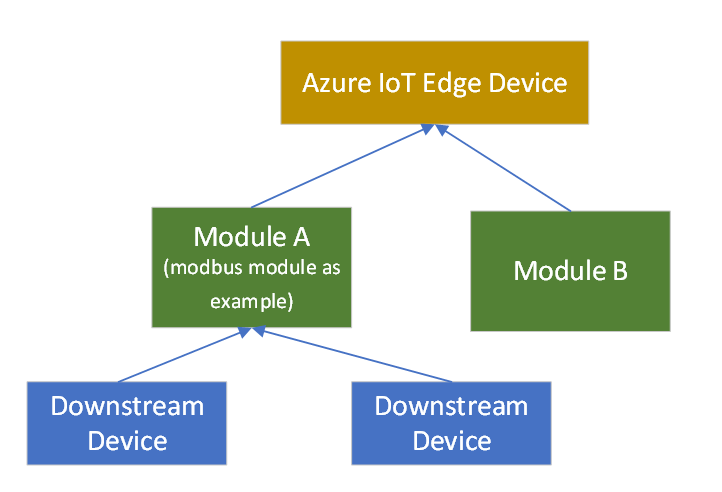 Azure IoT Edge Device
Module A
(modbus module as
example)
Module B
Downstream
Device
Downstream
Device